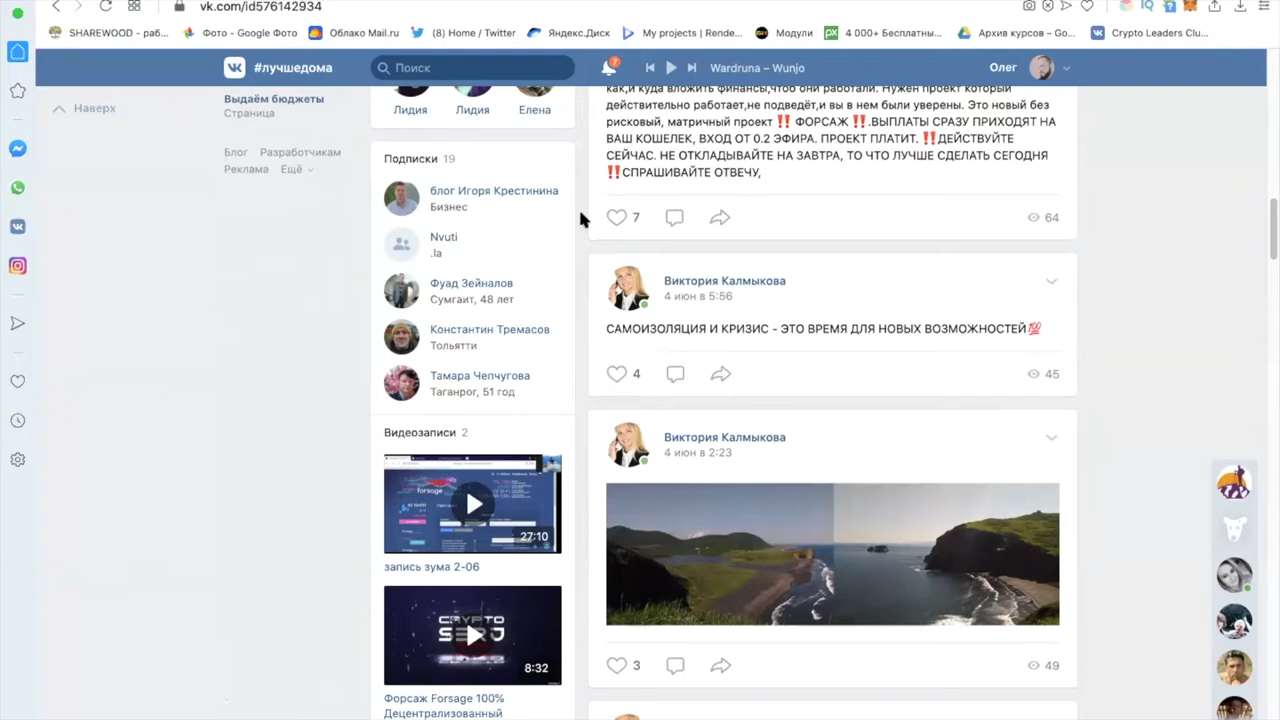 vk.com/id576142934
SHAREWOOD - раб...
Фото - Google Фото
Облако Mail.ru
(8) Home / Twitter
Яндекс.Диск
My projects | Rende...
Модули
4 000+ Бесплатны...
Архив курсов – Go...
Crypto Leaders Clu...
#лучшедома
Поиск
7
Wardruna – Wunjo
Олег
Наверх
Выдаём бюджеты
Страница
Блог Разработчикам
Реклама Ещё
Лидия
Лидия
Елена
Подписки 19
блог Игоря Крестинина
Бизнес
Nvuti
.la
Фуад Зейналов
Сумгаит, 48 лет
Константин Тремасов
Тольятти
Тамара Чепчугова
Таганрог, 51 год
Видеозаписи 2
forsage
27:10
запись зума 2-06
CRYPTO
SERJ
8:32
Форсаж Forsage 100%
Децентрализованный
как,и куда вложить финансы,чтоб они работали. Нужен проект который
действительно работает,не подведёт,и вы в нем были уверены. Это новый без
рисковый, матричный проект ‼️ ФОРСАЖ ‼️.ВЫПЛАТЫ СРАЗУ ПРИХОДЯТ НА
ВАШ КОШЕЛЕК, ВХОД ОТ 0.2 ЭФИРА. ПРОЕКТ ПЛАТИТ. ‼️ДЕЙСТВУЙТЕ
СЕЙЧАС. НЕ ОТКЛАДЫВАЙТЕ НА ЗАВТРА, ТО ЧТО ЛУЧШЕ СДЕЛАТЬ СЕГОДНЯ
‼️СПРАШИВАЙТЕ ОТВЕЧУ,
7
64
Виктория Калмыкова
4 июн в 5:56
САМОИЗОЛЯЦИЯ И КРИЗИС - ЭТО ВРЕМЯ ДЛЯ НОВЫХ ВОЗМОЖНОСТЕЙ💯
4
45
Виктория Калмыкова
4 июн в 2:23
3
49